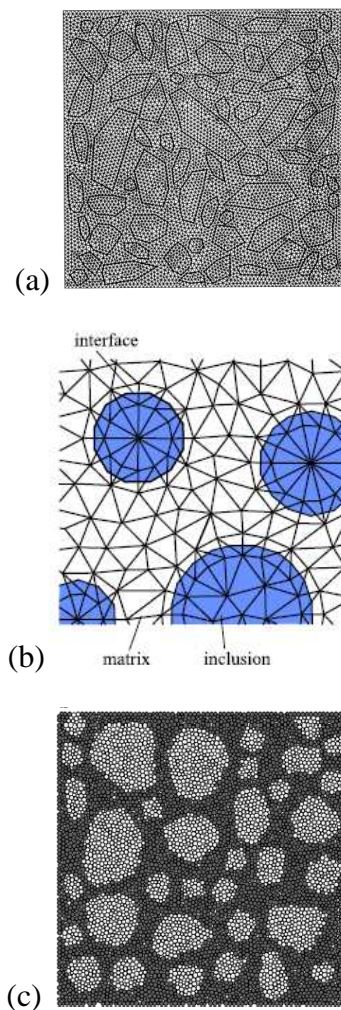 (a)
interface
(b)
matrix inclusion
(c)